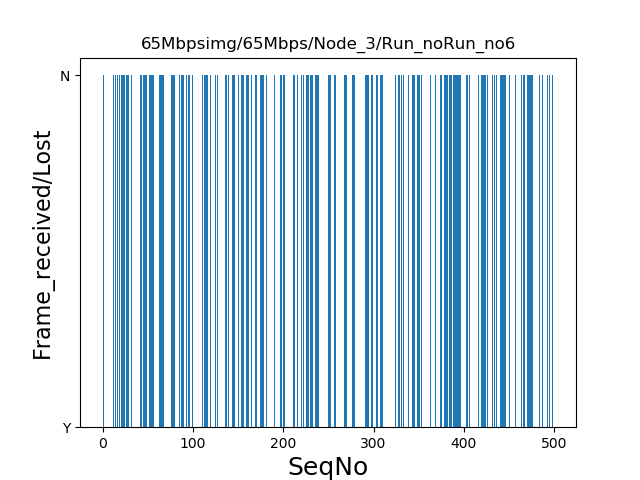 65Mbpsimg/65Mbps/Node_3/Run_noRun_no6
N
Frame_received/Lost
Y
0 100 200 300 400 500
SeqNo